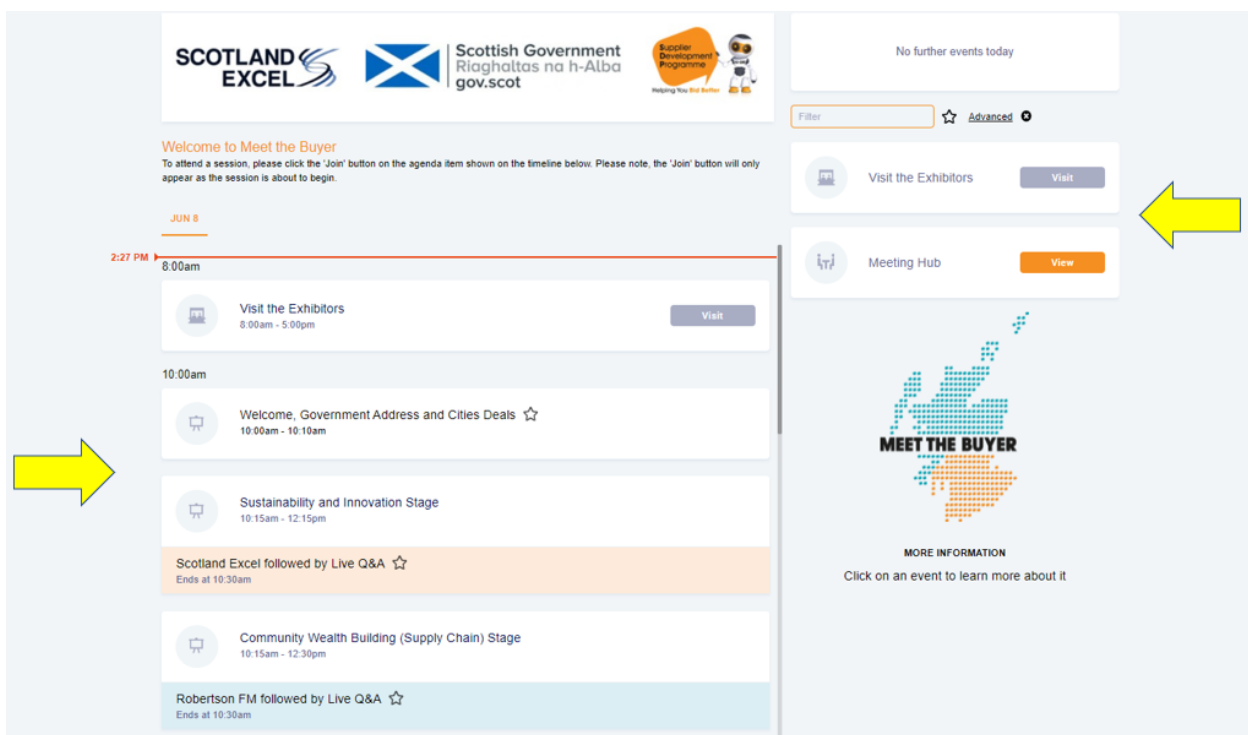 SCOTLAND
EXCEL
Scottish Government
Riaghaltas na h-Alba
gov.scot
Supplier
Development
Programme
Helping You Bid Better
Welcome to Meet the Buyer
To attend a session, please click the 'Join' button on the agenda item shown on the timeline below. Please note, the 'Join' button will only
appear as the session is about to begin.
JUN 8
2:27 PM
8:00am
Visit the Exhibitors
8:00am - 5:00pm
Visit
10:00am
Welcome, Government Address and Cities Deals
10:00am - 10:10am
Sustainability and Innovation Stage
10:15am - 12:15pm
Scotland Excel followed by Live Q&A
Ends at 10:30am
Community Wealth Building (Supply Chain) Stage
10:15am - 12:30pm
Robertson FM followed by Live Q&A
Ends at 10:30am
No further events today
Filter
Advanced
Visit the Exhibitors
Visit
Meeting Hub
View
MEET THE BUYER
MORE INFORMATION
Click on an event to learn more about it